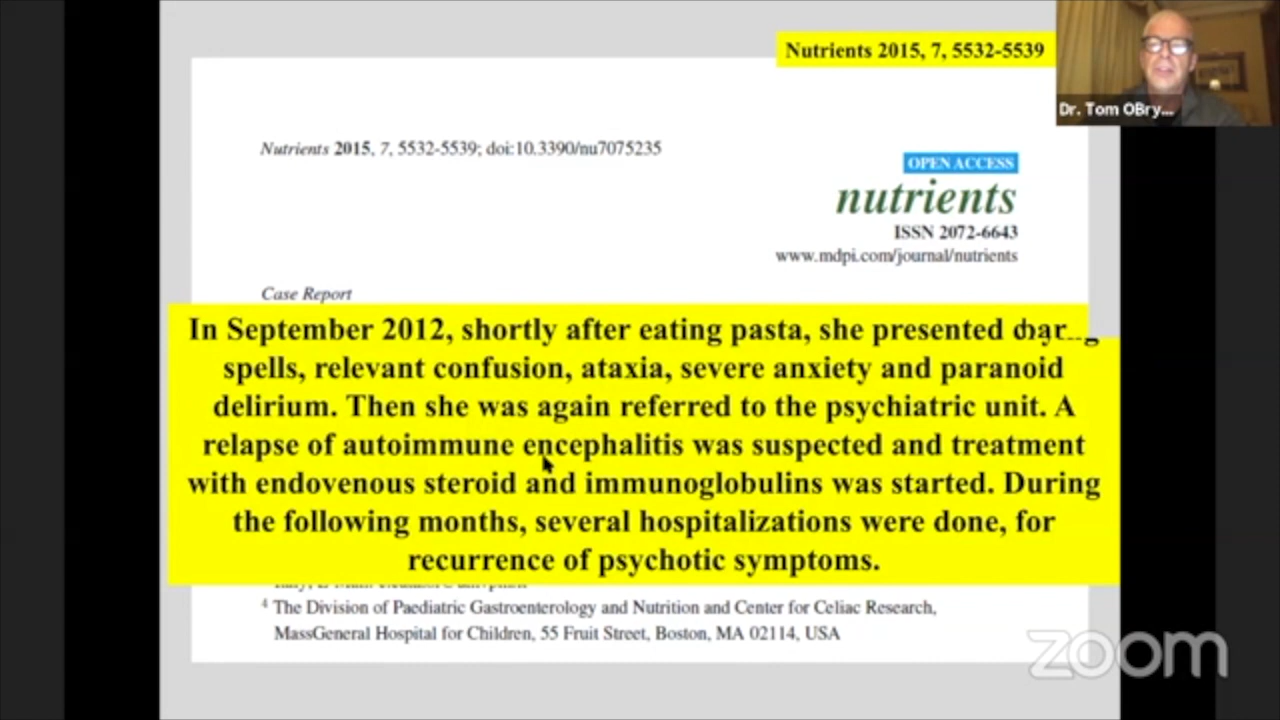 Nutrients 2015, 7, 5532-5539
Dr. Tom OBry...
Nutrients 2015, 7, 5532-5539; doi:10.3390/nu7075235
OPEN ACCESS
nutrients
ISSN 2072-6643
www.mdpi.com/journal/nutrients
Case Report
In September 2012, shortly after eating pasta, she presented
spells, relevant confusion, ataxia, severe anxiety and paranoid
delirium. Then she was again referred to the psychiatric unit. A
relapse of autoimmune encephalitis was suspected and treatment
with endovenous steroid and immunoglobulins was started. During
the following months, several hospitalizations were done, for
recurrence of psychotic symptoms.
4 The Division of Paediatric Gastroenterology and Nutrition and Center for Celiac Research,
MassGeneral Hospital for Children, 55 Fruit Street, Boston, MA 02114, USA
zoom